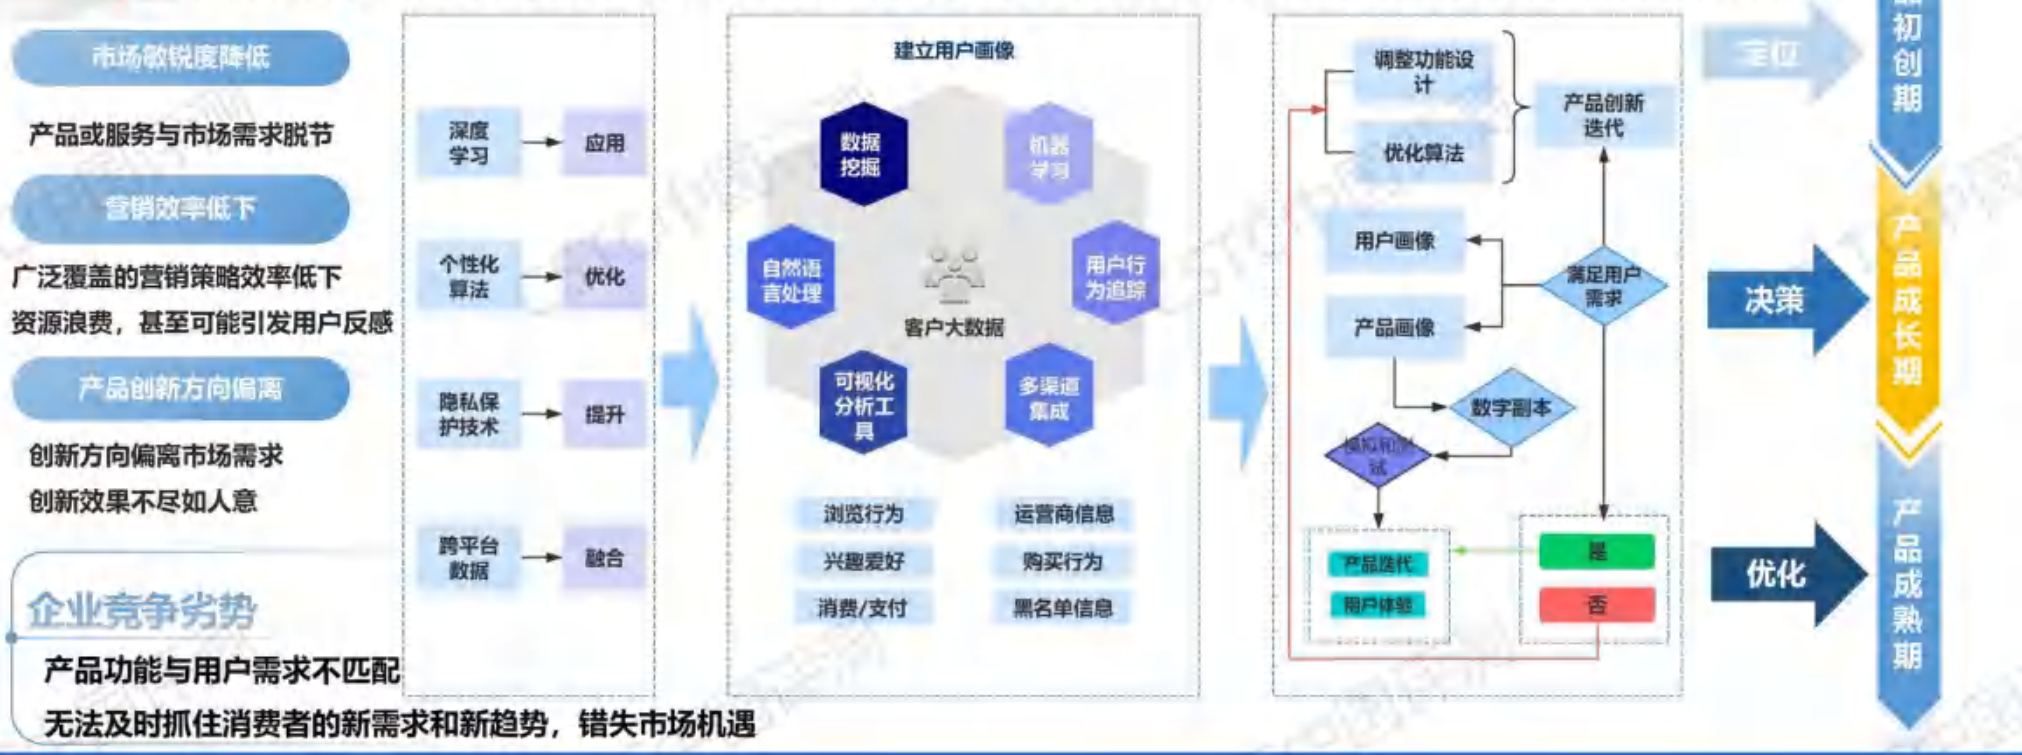 市场敏锐度降低
产品或服务与市场需求脱节
营销效率低下
广泛覆盖的营销策略效率低下
资源浪费，甚至可能引发用户反感
产品创新方向偏离
创新方向偏离市场需求
创新效果不尽如人意
企业竞争劣势
产品功能与用户需求不匹配
无法及时抓住消费者的新需求和新趋势，错失市场机遇
深度
学习
应用
个性化
算法
优化
隐私保
护技术
提升
跨平台
数据
融合
建立用户画像
数据
挖掘
机器
学习
自然语
言处理
用户行
为追踪
客户大数据
可视化
分析工
具
多渠道
集成
浏览行为
运营商信息
兴趣爱好
购买行为
消费/支付
黑名单信息
调整功能设
计
优化算法
产品创新
迭代
用户画像
产品画像
满足用户
需求
数字副本
模拟和测
试
产品迭代
用户体验
是
否
定位
决策
优化
初创期
产品成长期
产品成熟期